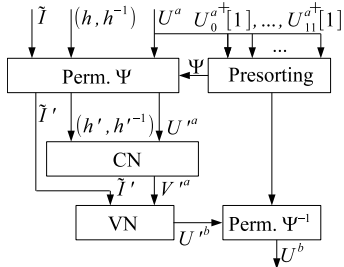 Ĩ (h, h⁻¹) Uᵃ U₀ᵃ⁺[1], ..., U₁₁ᵃ⁺[1]
...
Perm. Ψ Ψ Presorting
Ĩ ' (h', h'⁻¹) U'ᵃ
CN
Ĩ ' V'ᵃ
VN U'ᵇ Perm. Ψ⁻¹
Uᵇ